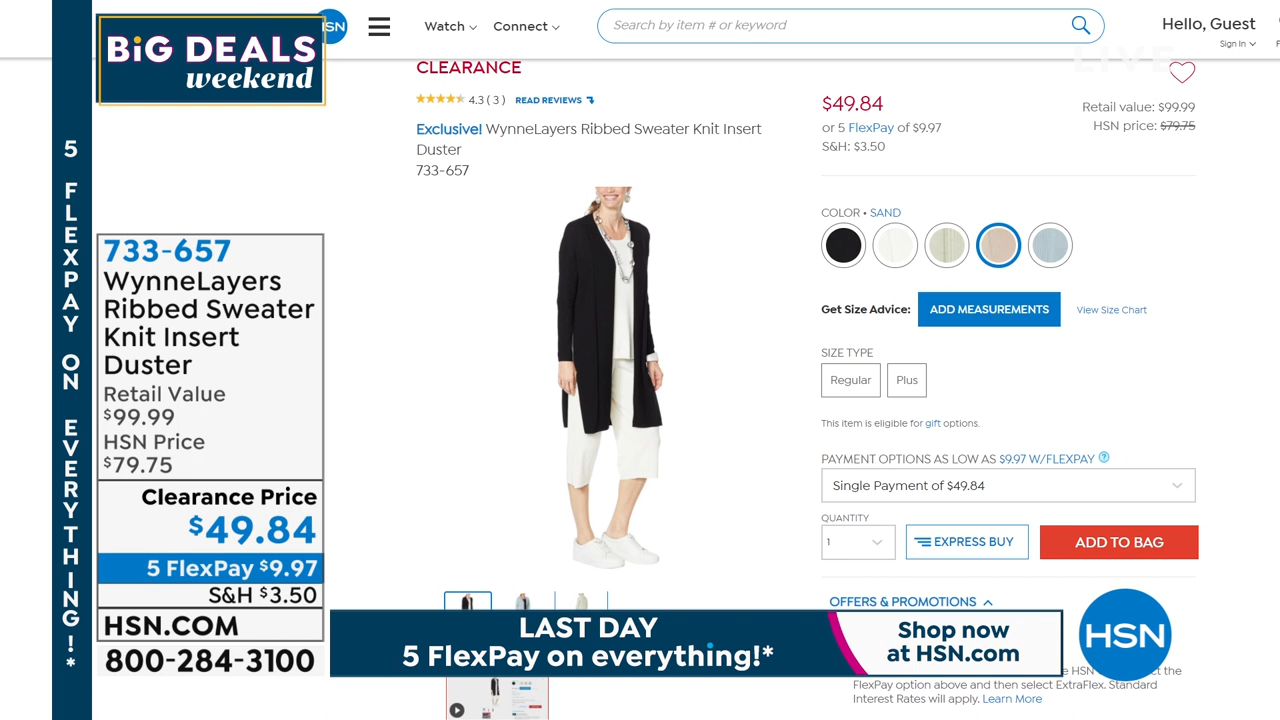 BiG DEALS
weekend
5 FLEXPAY ON EVERYTHING!*
733-657
WynneLayers
Ribbed Sweater
Knit Insert
Duster
Retail Value
$99.99
HSN Price
$79.75
Clearance Price
$49.84
5 FlexPay $9.97
S&H $3.50
HSN.COM
800-284-3100
HSN
Watch
Connect
Search by item # or keyword
Hello, Guest
Sign In
LIVE
CLEARANCE
4.3 ( 3 ) READ REVIEWS
Exclusive! WynneLayers Ribbed Sweater Knit Insert
Duster
733-657
$49.84
or 5 FlexPay of $9.97
S&H: $3.50
Retail value: $99.99
HSN price: $79.75
COLOR • SAND
Get Size Advice: ADD MEASUREMENTS View Size Chart
SIZE TYPE
Regular Plus
This item is eligible for gift options.
PAYMENT OPTIONS AS LOW AS $9.97 W/FLEXPAY ?
Single Payment of $49.84
QUANTITY
1 EXPRESS BUY ADD TO BAG
OFFERS & PROMOTIONS
LAST DAY
5 FlexPay on everything!*
Shop now
at HSN.com
HSN
the
FlexPay option above and then select ExtraFlex. Standard
Interest Rates will apply. Learn More